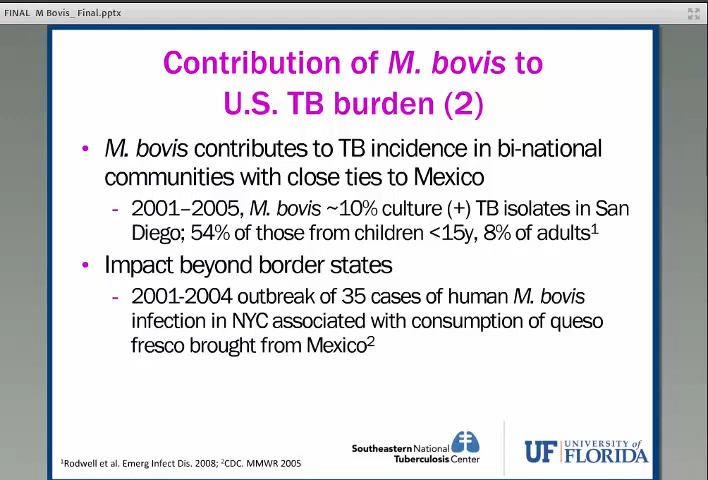 FINAL M Bovis_ Final.pptx
Contribution of M. bovis to
U.S. TB burden (2)
• M. bovis contributes to TB incidence in bi-national
communities with close ties to Mexico
- 2001–2005, M. bovis ~10% culture (+) TB isolates in San
Diego; 54% of those from children <15y, 8% of adults¹
• Impact beyond border states
- 2001-2004 outbreak of 35 cases of human M. bovis
infection in NYC associated with consumption of queso
fresco brought from Mexico²
¹Rodwell et al. Emerg Infect Dis. 2008; ²CDC. MMWR 2005
Southeastern National
Tuberculosis Center
UF UNIVERSITY of
FLORIDA